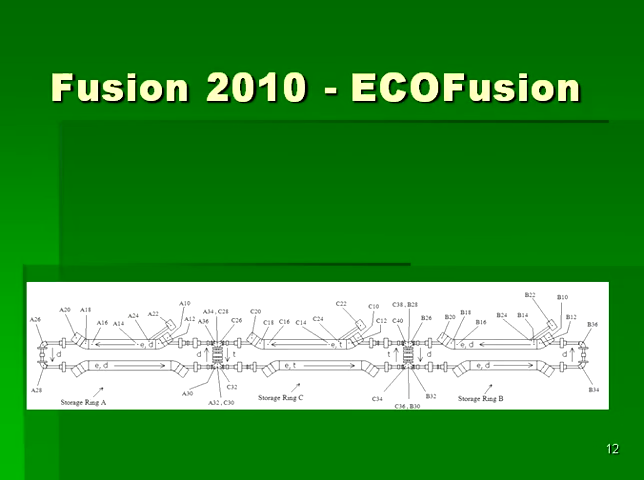 Fusion 2010 - ECOFusion
B22 B10
A10 C22 C10 C38 , B28
A20 A18 A24 A22 A34 , C28 C20 B20 B18 B24 B14 B12
A26 A16 A14 A12 A36 C26 C18 C16 C14 C24 C12 C40 B26 B16 B36
e, d e, t e, d
d d t t d d
e, d e, t e, d
A28 A30 C32 C34 B32 B34
Storage Ring A A32 , C30 Storage Ring C C36 , B30 Storage Ring B
12